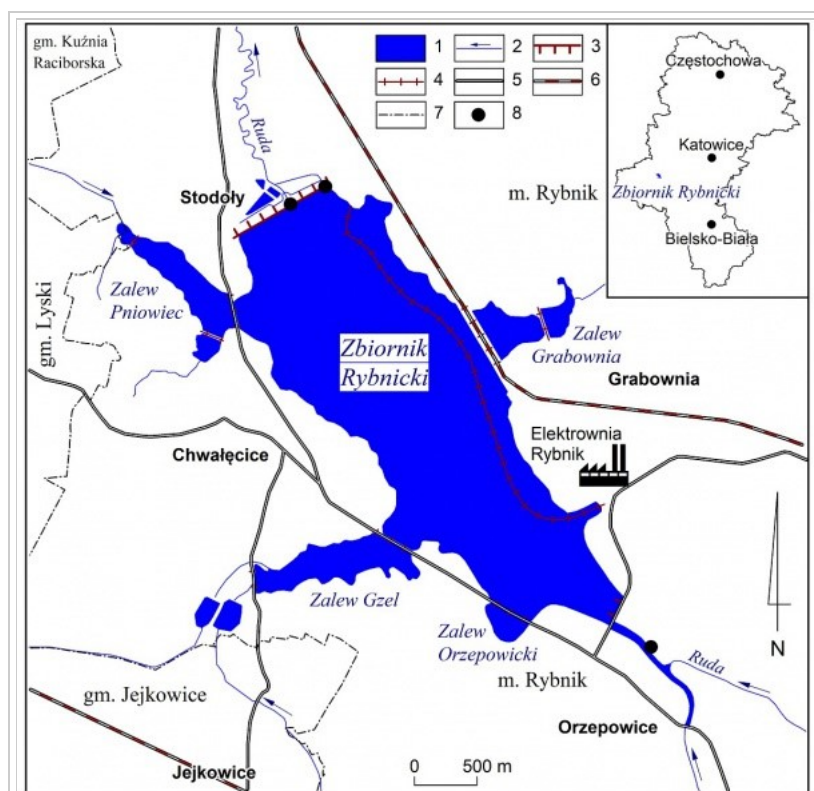 gm. Kuźnia
Raciborska
1
2
3
4
5
6
7
8
Częstochowa
Katowice
Zbiornik Rybnicki
Bielsko-Biała
Ruda
Stodoły
m. Rybnik
Zalew
Pniowiec
gm. Lyski
Zbiornik
Rybnicki
Zalew
Grabownia
Grabownia
Elektrownia
Rybnik
Chwałęcice
Zalew Gzel
Zalew
Orzepowicki
N
m. Rybnik
Ruda
gm. Jejkowice
Orzepowice
Jejkowice
0 500 m